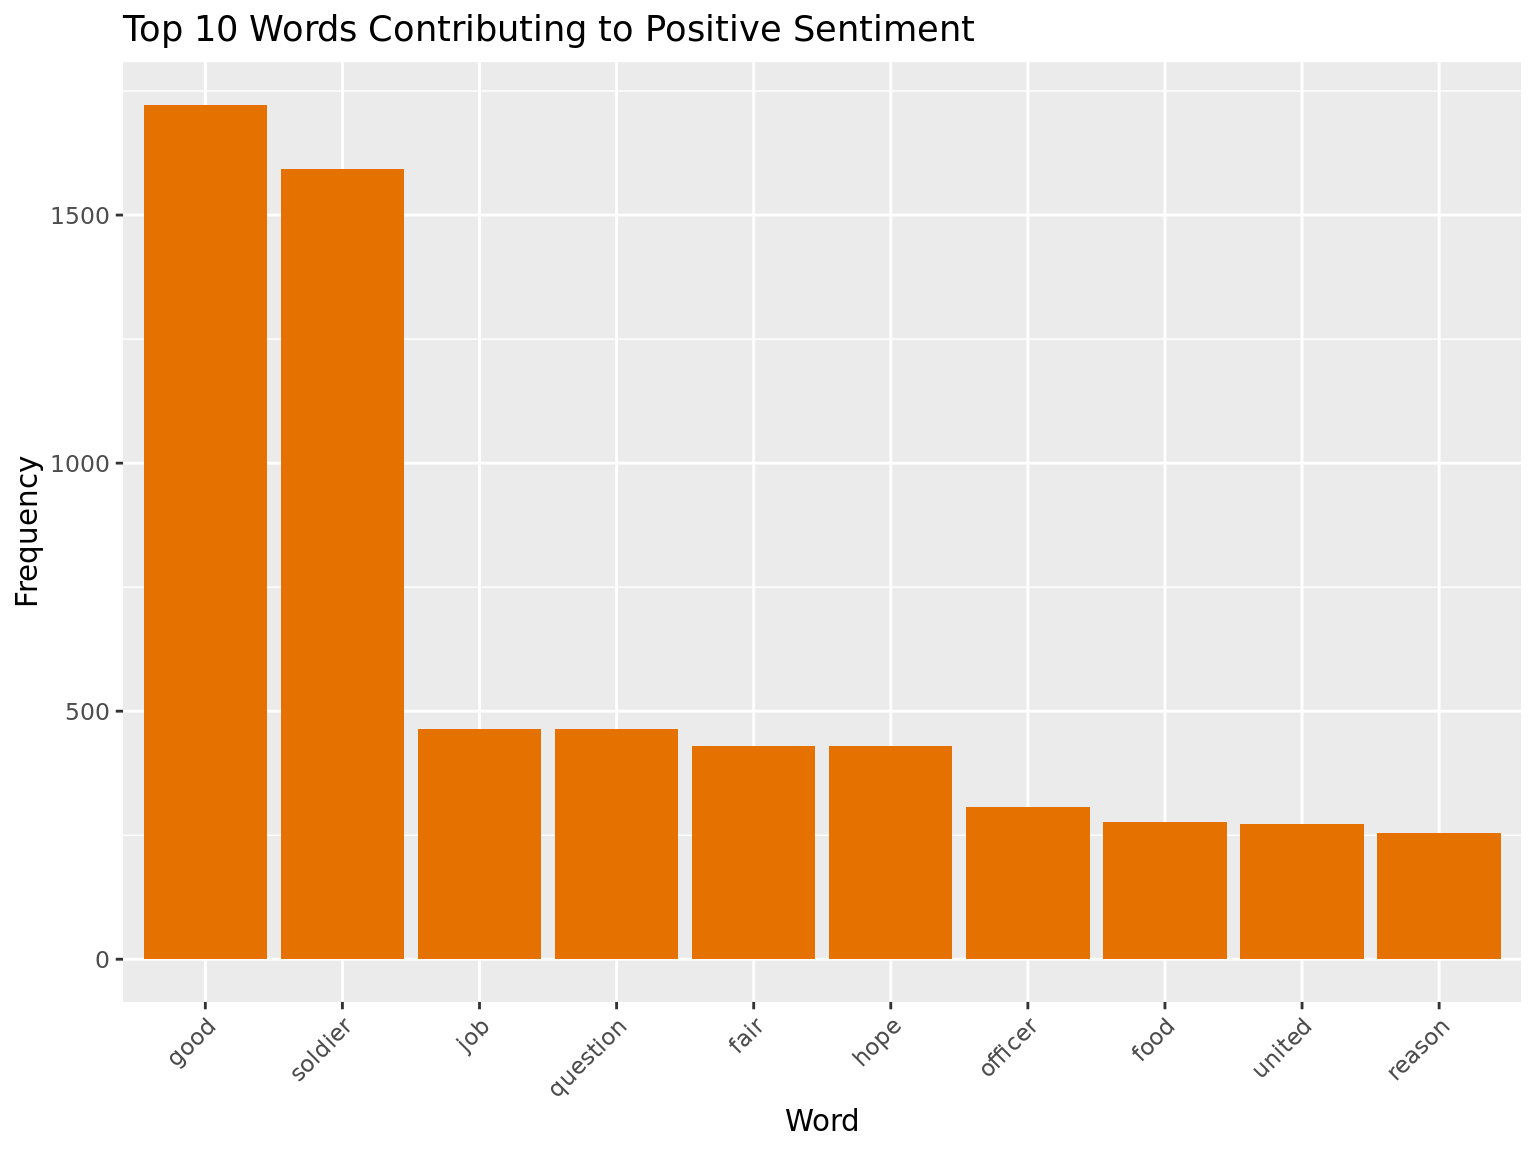 Top 10 Words Contributing to Positive Sentiment
Frequency
1500
1000
500
0
good
soldier
job
question
fair
hope
officer
food
united
reason
Word